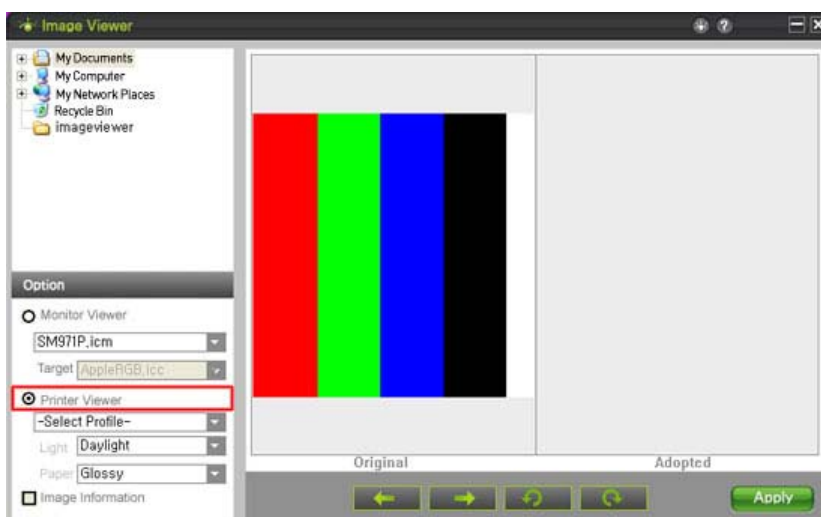 Image Viewer
My Documents
My Computer
My Network Places
Recycle Bin
imageviewer
Option
Monitor Viewer
SM971P.icm
Target AppleRGB.icc
Printer Viewer
-Select Profile-
Light Daylight
Paper Glossy
Image Information
Original
Adopted
Apply